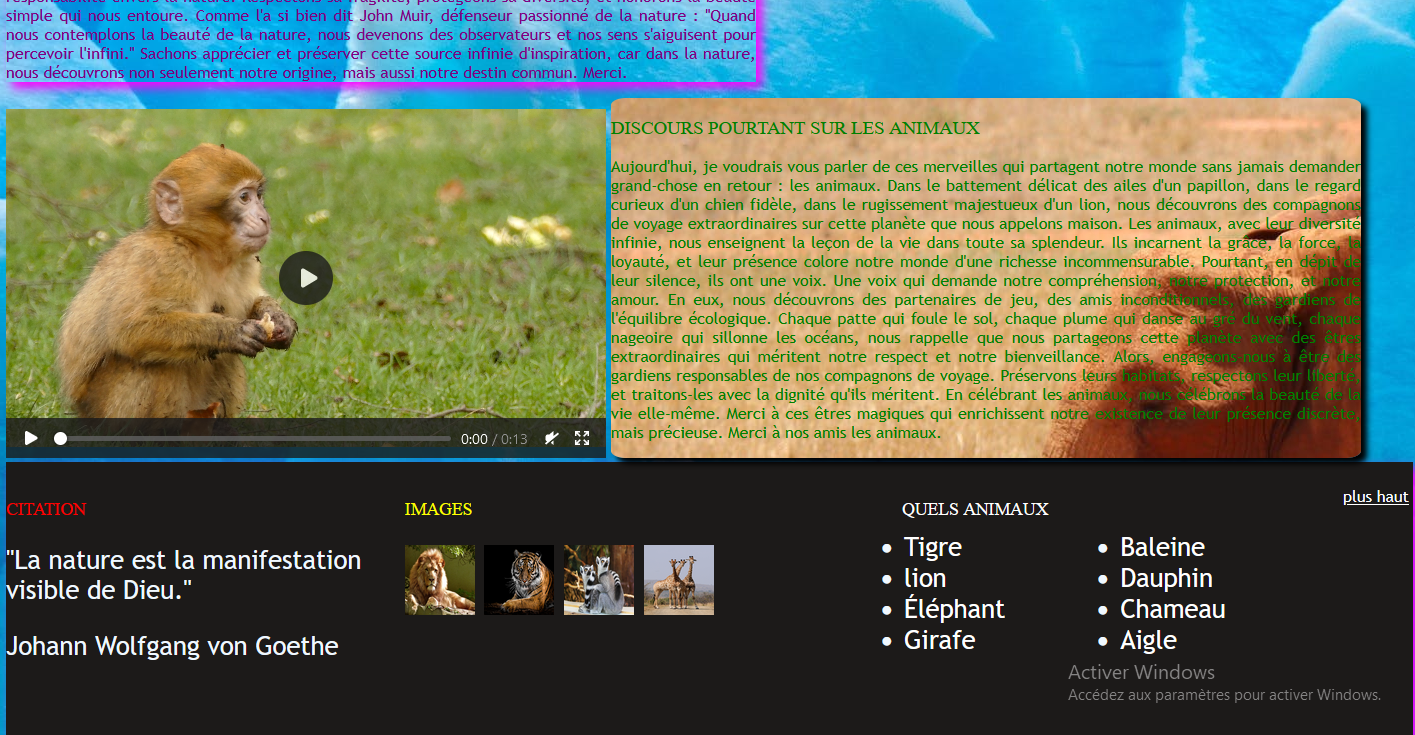 responsabilité envers la nature. Respectons sa fragilité, protégeons sa diversité, et honorons la beauté
simple qui nous entoure. Comme l'a si bien dit John Muir, défenseur passionné de la nature : "Quand
nous contemplons la beauté de la nature, nous devenons des observateurs et nos sens s'aiguisent pour
percevoir l'infini." Sachons apprécier et préserver cette source infinie d'inspiration, car dans la nature,
nous découvrons non seulement notre origine, mais aussi notre destin commun. Merci.
0:00 / 0:13
DISCOURS POURTANT SUR LES ANIMAUX
Aujourd'hui, je voudrais vous parler de ces merveilles qui partagent notre monde sans jamais demander
grand-chose en retour : les animaux. Dans le battement délicat des ailes d'un papillon, dans le regard
curieux d'un chien fidèle, dans le rugissement majestueux d'un lion, nous découvrons des compagnons
de voyage extraordinaires sur cette planète que nous appelons maison. Les animaux, avec leur diversité
infinie, nous enseignent la leçon de la vie dans toute sa splendeur. Ils incarnent la grâce, la force, la
loyauté, et leur présence colore notre monde d'une richesse incommensurable. Pourtant, en dépit de
leur silence, ils ont une voix. Une voix qui demande notre compréhension, notre protection, et notre
amour. En eux, nous découvrons des partenaires de jeu, des amis inconditionnels, des gardiens de
l'équilibre écologique. Chaque patte qui foule le sol, chaque plume qui danse au gré du vent, chaque
nageoire qui sillonne les océans, nous rappelle que nous partageons cette planète avec des êtres
extraordinaires qui méritent notre respect et notre bienveillance. Alors, engageons-nous à être des
gardiens responsables de nos compagnons de voyage. Préservons leurs habitats, respectons leur liberté,
et traitons-les avec la dignité qu'ils méritent. En célébrant les animaux, nous célébrons la beauté de la
vie elle-même. Merci à ces êtres magiques qui enrichissent notre existence de leur présence discrète,
mais précieuse. Merci à nos amis les animaux.
CITATION
"La nature est la manifestation
visible de Dieu."
Johann Wolfgang von Goethe
IMAGES
QUELS ANIMAUX
Tigre
lion
Éléphant
Girafe
Baleine
Dauphin
Chameau
Aigle
plus haut
Activer Windows
Accédez aux paramètres pour activer Windows.